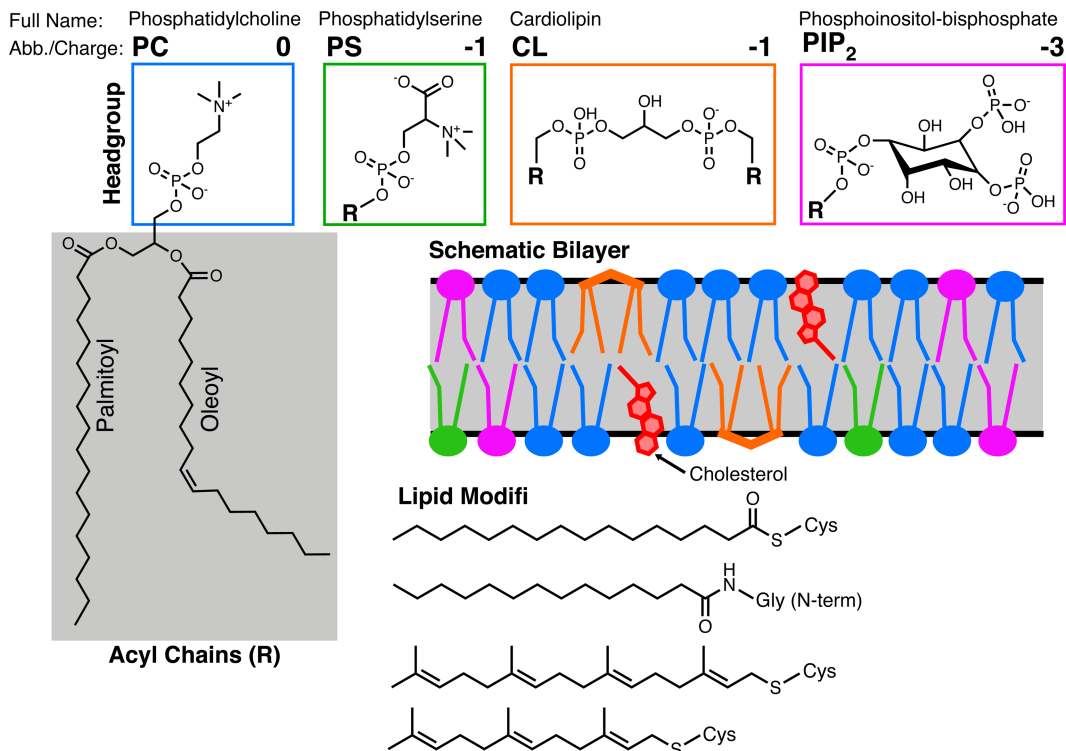 Full Name: Phosphatidylcholine Phosphatidylserine Cardiolipin Phosphoinositol-bisphosphate
Abb./Charge: PC 0 PS -1 CL -1 PIP2 -3
Headgroup
N+
O
O
P
O-
O
-O
O
O
N+
O
P
O-
O
R
O
P
OH
O
O
OH
O
P
O-
O
O
R
R
O
P
O-
O
O
R
OH
OH
OH
OH
O
P
O
O-
OH
O
P
O
-O
OH
O
O
O
O
Palmitoyl
Oleoyl
Acyl Chains (R)
Schematic Bilayer
Cholesterol
Lipid Modifi
O
S
Cys
H
N
Gly (N-term)
O
S
Cys
S
Cys